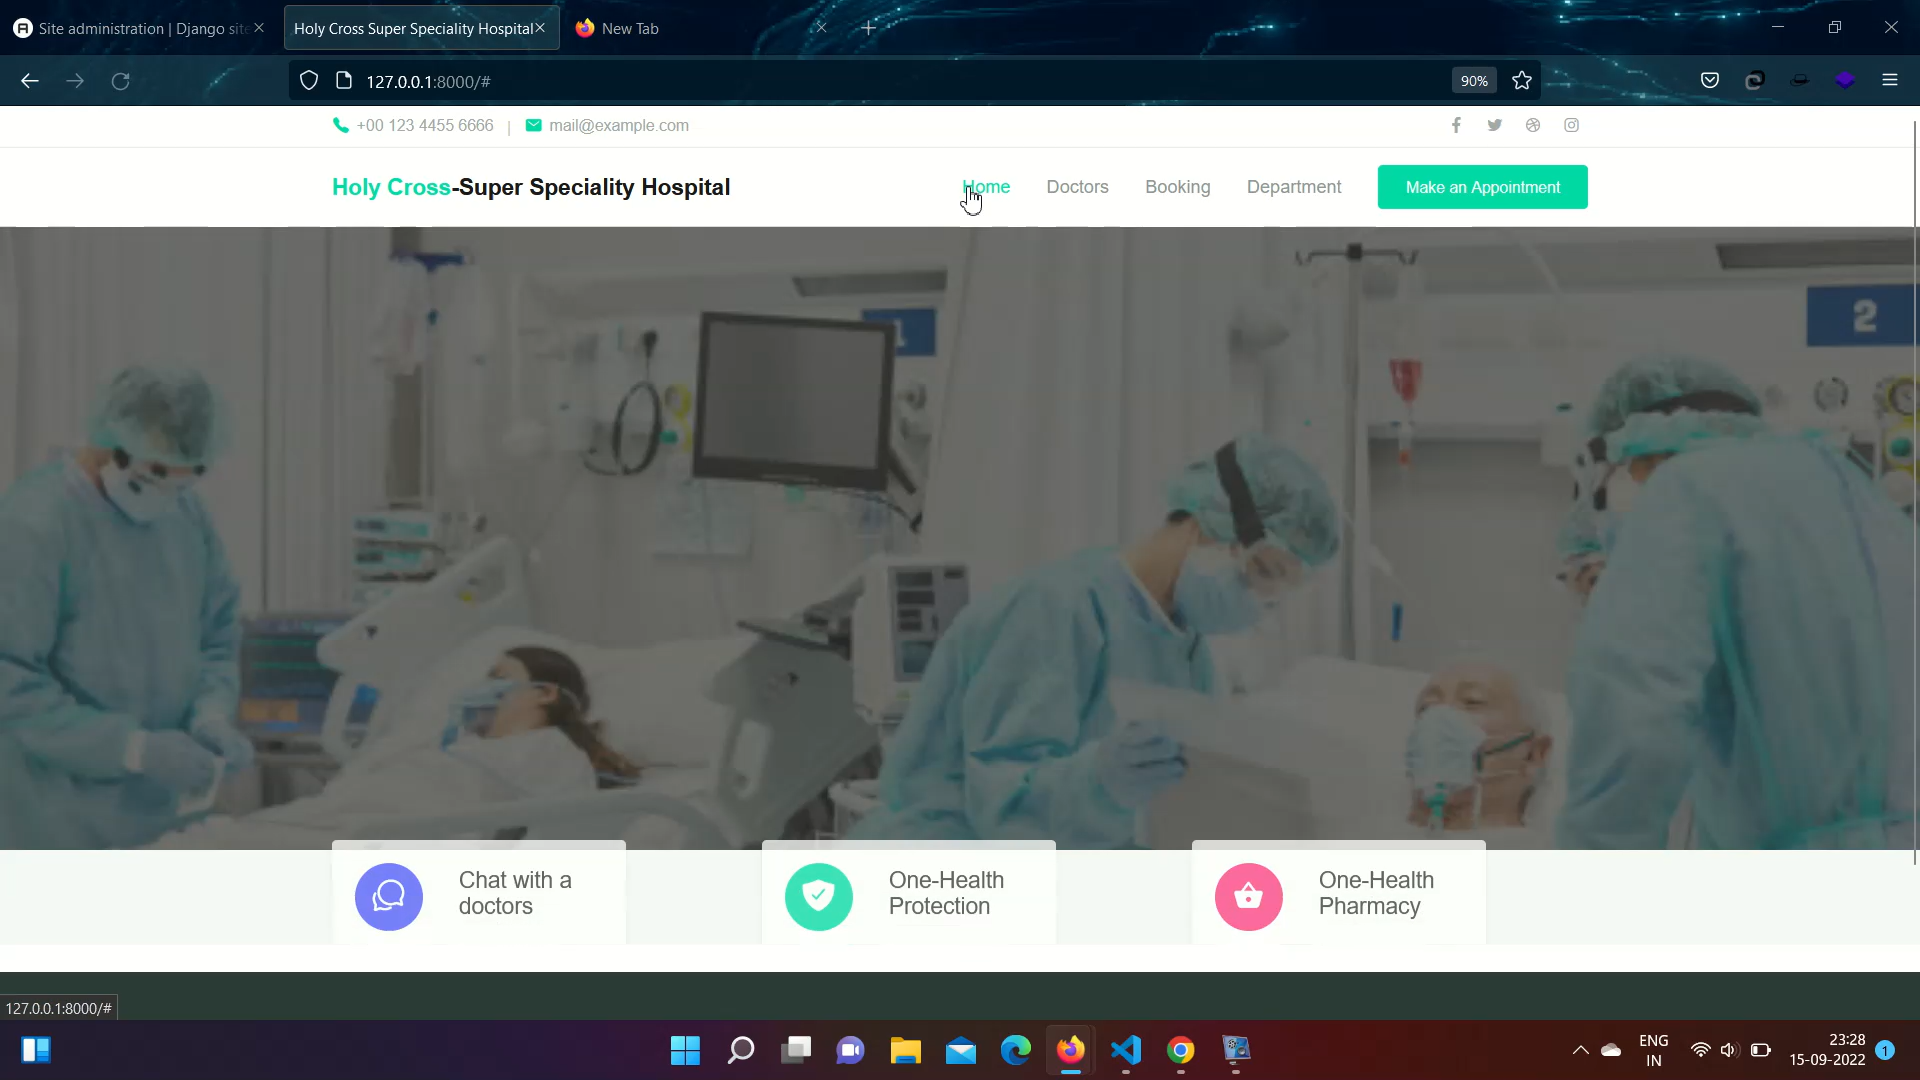 Site administration | Django site
Holy Cross Super Speciality Hospital
New Tab
127.0.0.1:8000/#
90%
+00 123 4455 6666 | mail@example.com
Holy Cross-Super Speciality Hospital
Home
Doctors
Booking
Department
Make an Appointment
1
2
Chat with a
doctors
One-Health
Protection
One-Health
Pharmacy
127.0.0.1:8000/#
ENG
IN
23:28
15-09-2022
1